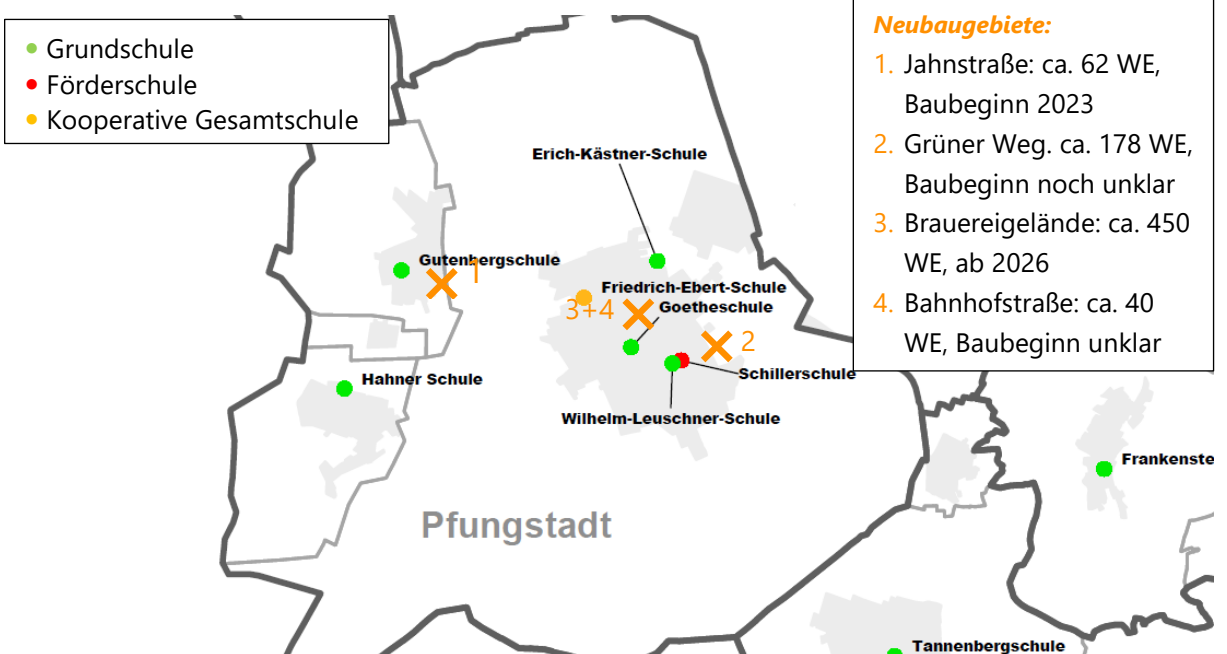 Grundschule
Förderschule
Kooperative Gesamtschule
Neubaugebiete:
1. Jahnstraße: ca. 62 WE,
Baubeginn 2023
2. Grüner Weg. ca. 178 WE,
Baubeginn noch unklar
3. Brauereigelände: ca. 450
WE, ab 2026
4. Bahnhofstraße: ca. 40
WE, Baubeginn unklar
Erich-Kästner-Schule
Gutenbergschule
1
Friedrich-Ebert-Schule
3+4
Goetheschule
2
Schillerschule
Hahner Schule
Wilhelm-Leuschner-Schule
Frankenste
Pfungstadt
Tannenbergschule